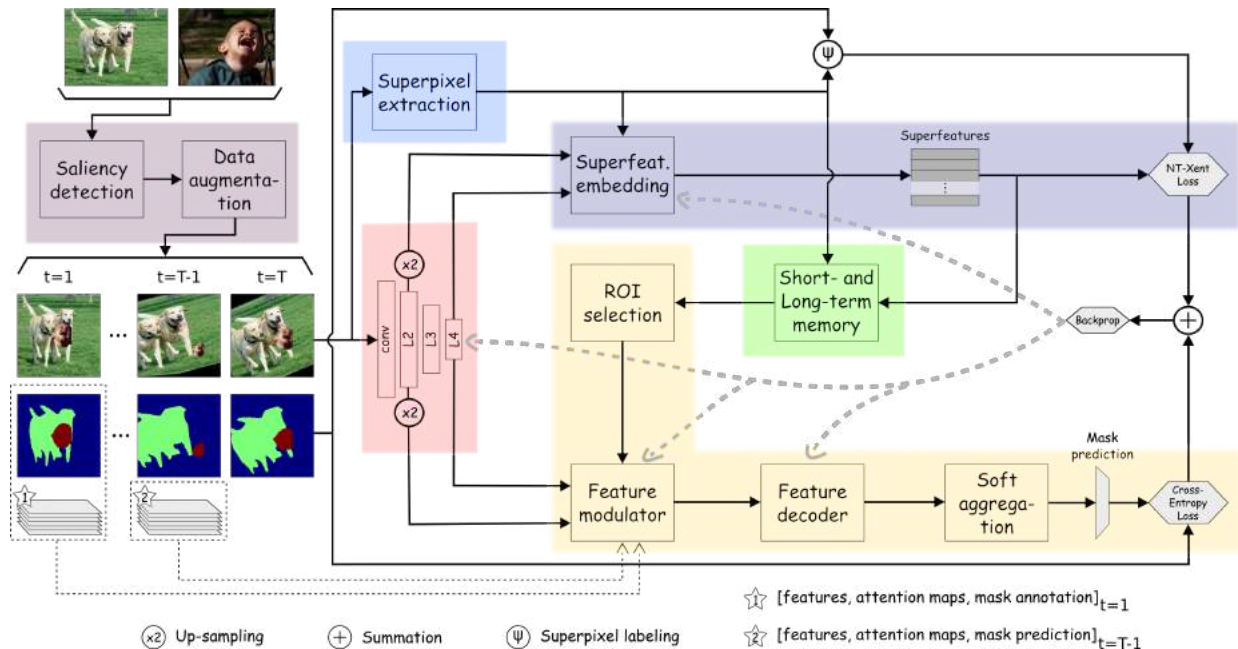 Ψ
Superpixel
extraction
Saliency
detection
Data
augmenta-
tion
Superfeatures
Superfeat.
embedding
⋮
NT-Xent
Loss
t=1
t=T-1
t=T
...
x2
conv
L2
L3
L4
x2
ROI
selection
Short- and
Long-term
memory
Backprop
+
...
1
2
Feature
modulator
Feature
decoder
Soft
aggrega-
tion
Mask
prediction
Cross-
Entropy
Loss
1 [features, attention maps, mask annotation]t=1
x2 Up-sampling
+ Summation
Ψ Superpixel labeling
2 [features, attention maps, mask prediction]t=T-1